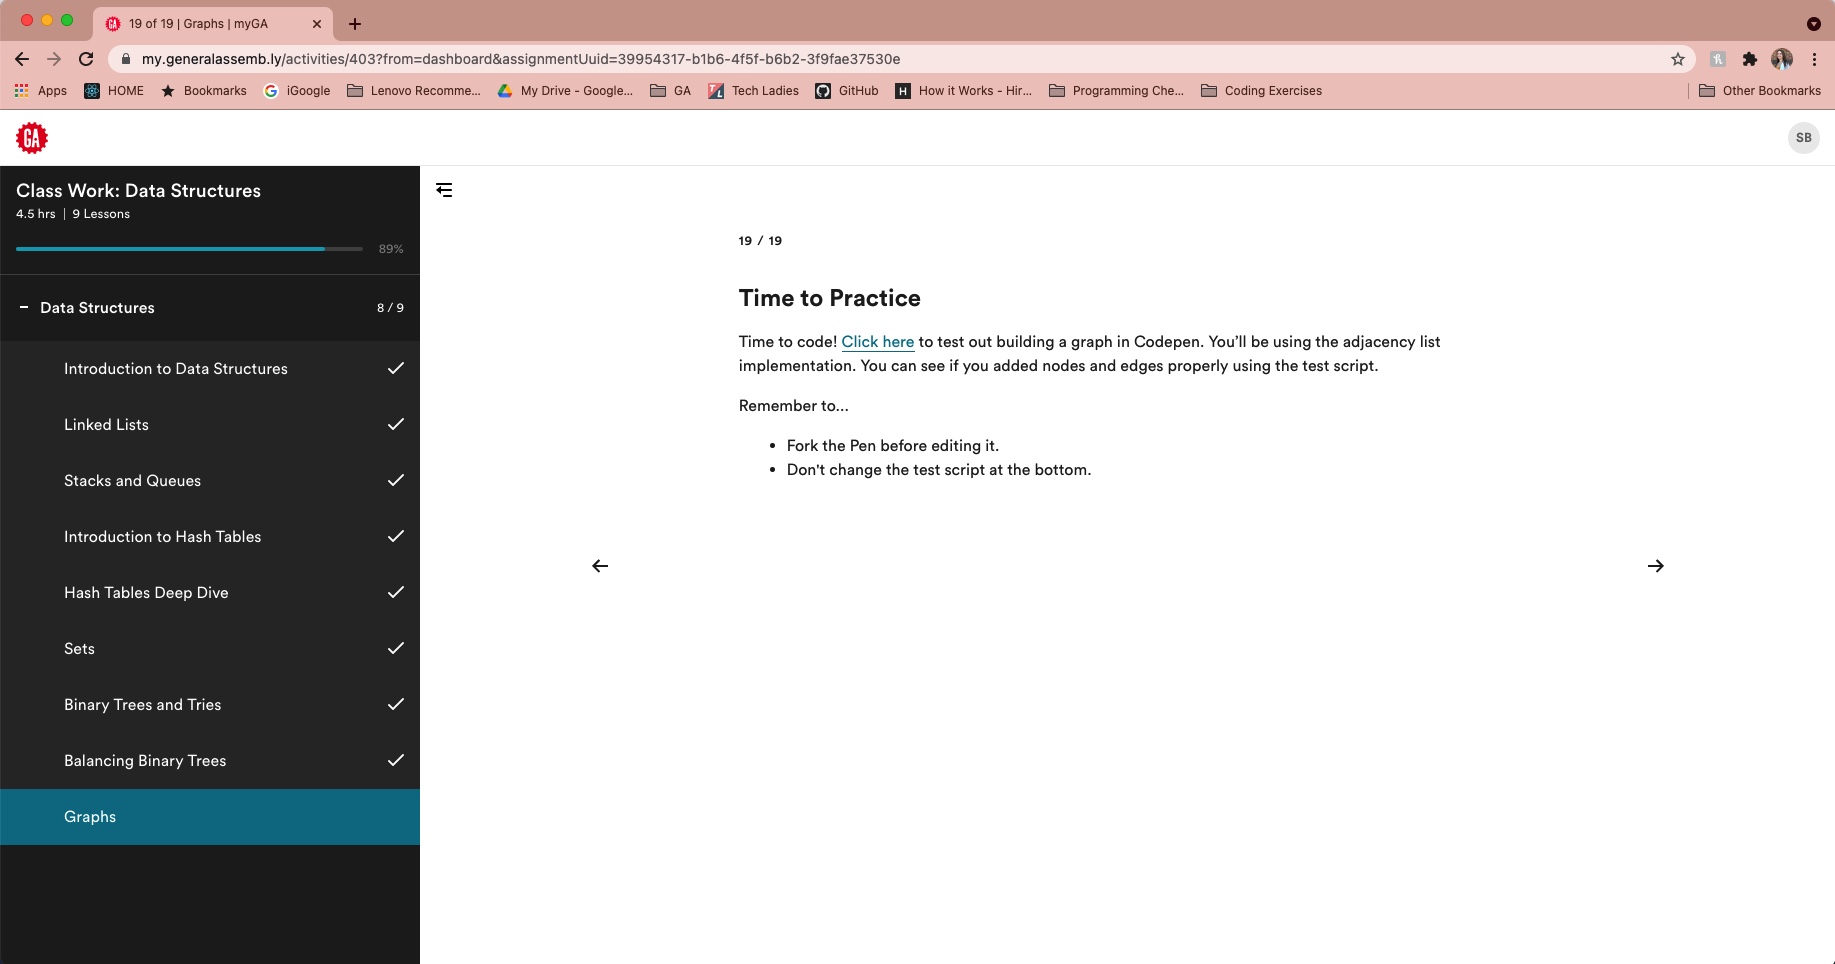 19 of 19 | Graphs | myGA
my.generalassemb.ly/activities/403?from=dashboard&assignmentUuid=39954317-b1b6-4f5f-b6b2-3f9fae37530e
Apps HOME Bookmarks iGoogle Lenovo Recomme... My Drive - Google... GA Tech Ladies GitHub How it Works - Hir... Programming Che... Coding Exercises Other Bookmarks
GA
SB
Class Work: Data Structures
4.5 hrs | 9 Lessons
89%
Data Structures 8 / 9
Introduction to Data Structures
Linked Lists
Stacks and Queues
Introduction to Hash Tables
Hash Tables Deep Dive
Sets
Binary Trees and Tries
Balancing Binary Trees
Graphs
19 / 19
Time to Practice
Time to code! Click here to test out building a graph in Codepen. You’ll be using the adjacency list
implementation. You can see if you added nodes and edges properly using the test script.
Remember to...
• Fork the Pen before editing it.
• Don't change the test script at the bottom.